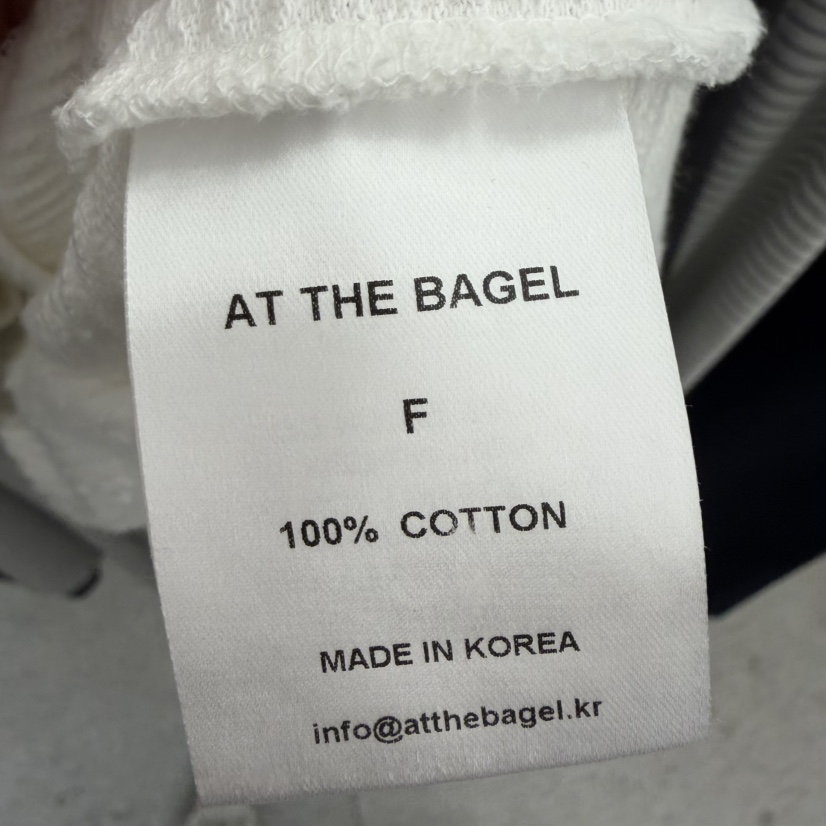 AT THE BAGEL
F
100% COTTON
MADE IN KOREA
info@atthebagel.kr